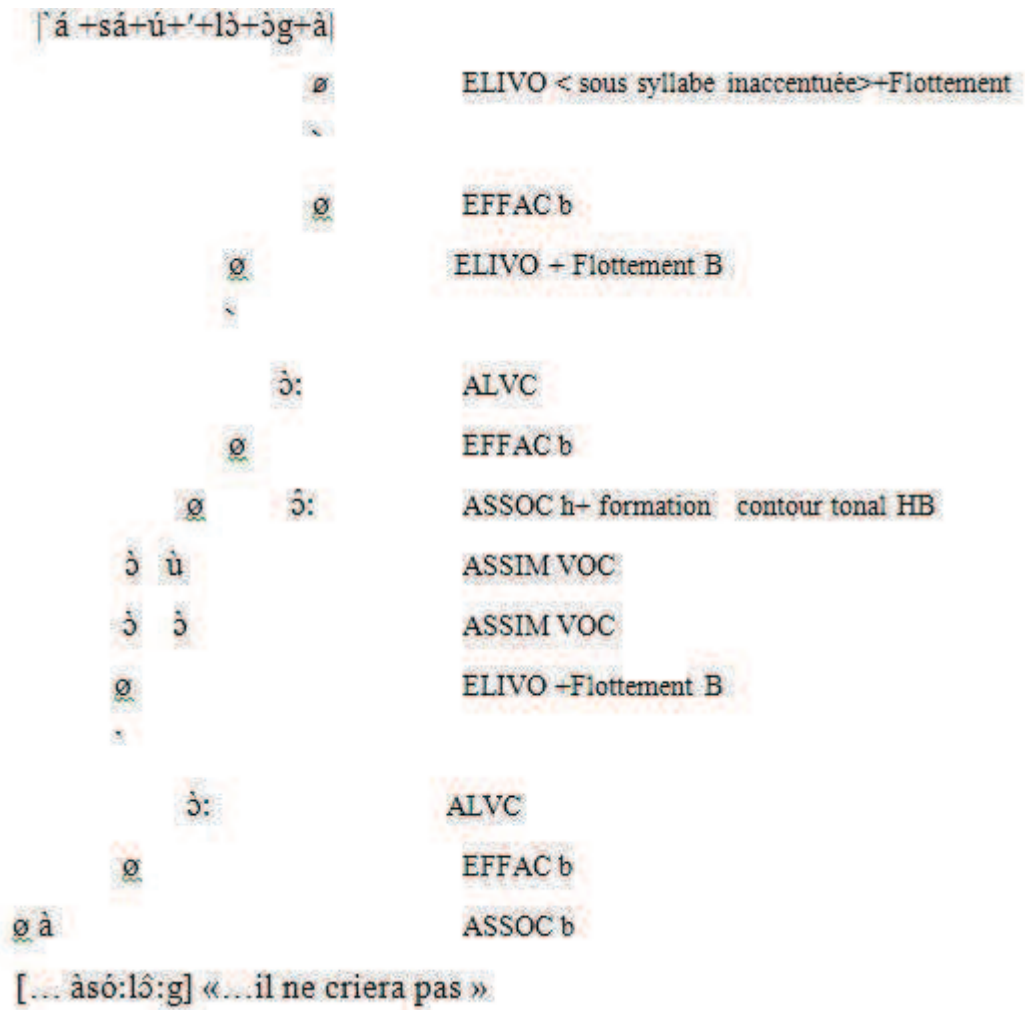 |`á +sá+ú+′+lɔ̀+ɔ̀g+à|
ø ELIVO < sous syllabe inaccentuée>+Flottement
`
ø EFFAC b
ø ELIVO + Flottement B
`
ɔ̀: ALVC
ø EFFAC b
ø ɔ̂: ASSOC h+ formation contour tonal HB
ɔ̀ ù ASSIM VOC
ɔ̀ ɔ̀ ASSIM VOC
ø ELIVO +Flottement B
ɔ̀: ALVC
ø EFFAC b
ø à ASSOC b
[… àsó:lɔ̂:g] «…il ne criera pas »